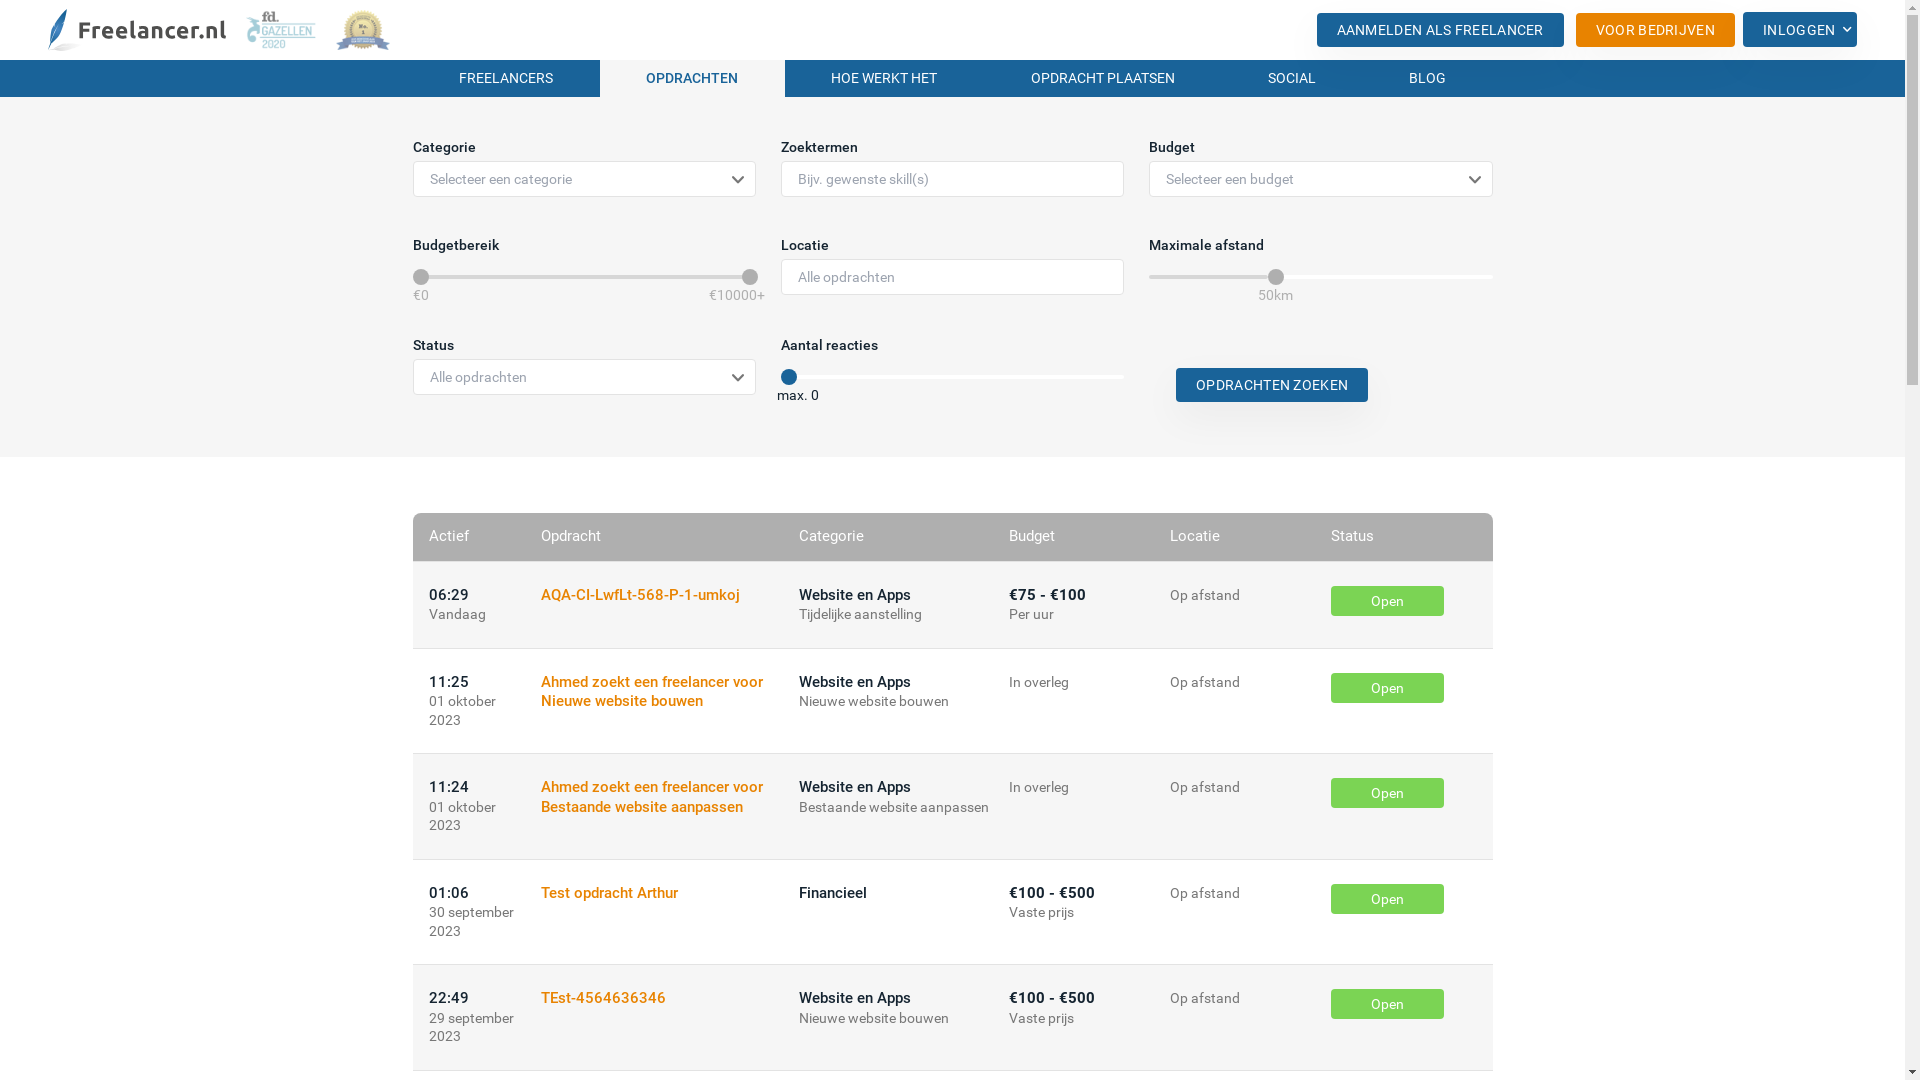 Freelancer.nl
fd.
GAZELLEN
2020
AANMELDEN ALS FREELANCER
VOOR BEDRIJVEN
INLOGGEN
FREELANCERS
OPDRACHTEN
HOE WERKT HET
OPDRACHT PLAATSEN
SOCIAL
BLOG
Categorie
Zoektermen
Budget
Selecteer een categorie
Bijv. gewenste skill(s)
Selecteer een budget
Budgetbereik
Locatie
Maximale afstand
Alle opdrachten
€0
€10000+
50km
Status
Aantal reacties
Alle opdrachten
max. 0
OPDRACHTEN ZOEKEN
Actief
Opdracht
Categorie
Budget
Locatie
Status
06:29
Vandaag
AQA-CI-LwfLt-568-P-1-umkoj
Website en Apps
Tijdelijke aanstelling
€75 - €100
Per uur
Op afstand
Open
11:25
01 oktober
2023
Ahmed zoekt een freelancer voor
Nieuwe website bouwen
Website en Apps
Nieuwe website bouwen
In overleg
Op afstand
Open
11:24
01 oktober
2023
Ahmed zoekt een freelancer voor
Bestaande website aanpassen
Website en Apps
Bestaande website aanpassen
In overleg
Op afstand
Open
01:06
30 september
2023
Test opdracht Arthur
Financieel
€100 - €500
Vaste prijs
Op afstand
Open
22:49
29 september
2023
TEst-4564636346
Website en Apps
Nieuwe website bouwen
€100 - €500
Vaste prijs
Op afstand
Open